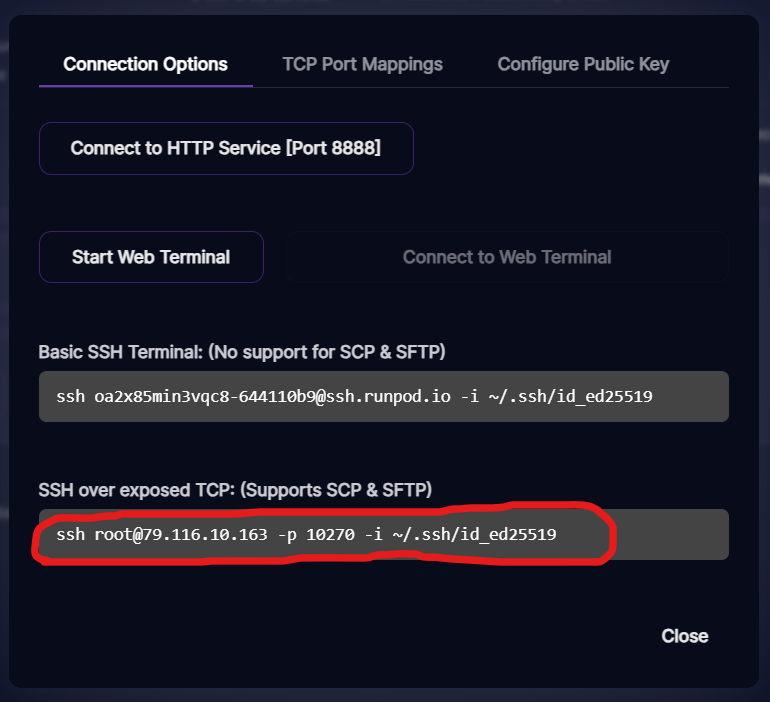 Connection Options TCP Port Mappings Configure Public Key
Connect to HTTP Service [Port 8888]
Start Web Terminal Connect to Web Terminal
Basic SSH Terminal: (No support for SCP & SFTP)
ssh oa2x85min3vqc8-644110b9@ssh.runpod.io -i ~/.ssh/id_ed25519
SSH over exposed TCP: (Supports SCP & SFTP)
ssh root@79.116.10.163 -p 10270 -i ~/.ssh/id_ed25519
Close